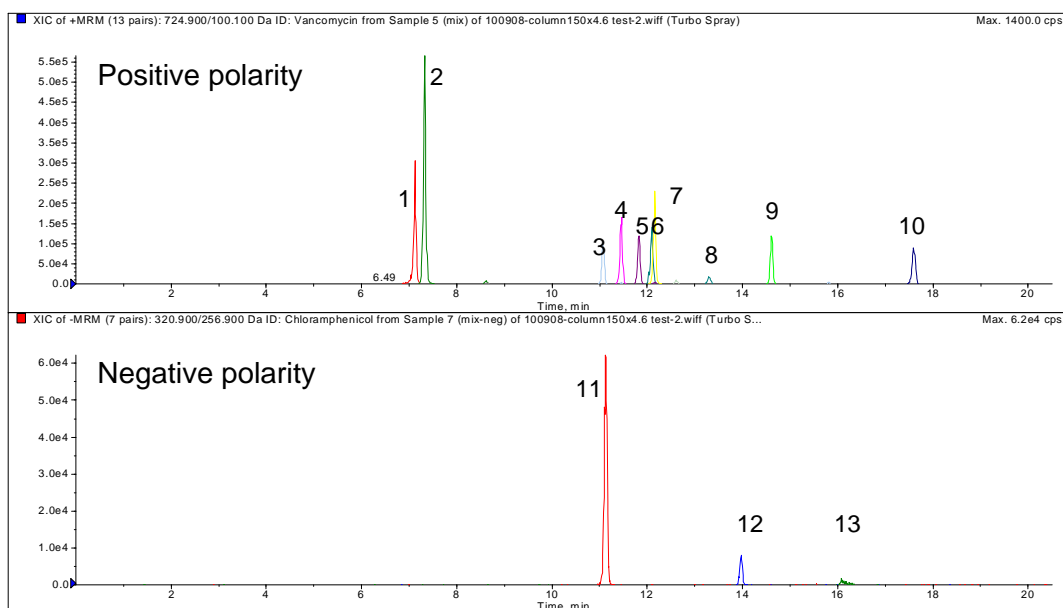 XIC of +MRM (13 pairs): 724.900/100.100 Da ID: Vancomycin from Sample 5 (mix) of 100908-column150x4.6 test-2.wiff (Turbo Spray) Max. 1400.0 cps.
Positive polarity
5.5e5
5.0e5
4.5e5
4.0e5
3.5e5
3.0e5
2.5e5
2.0e5
1.5e5
1.0e5
5.0e4
0.0
1
2
3
4
5
6
7
8
9
10
6.49
2 4 6 8 10 12 14 16 18 20
Time, min
XIC of -MRM (7 pairs): 320.900/256.900 Da ID: Chloramphenicol from Sample 7 (mix-neg) of 100908-column150x4.6 test-2.wiff (Turbo S... Max. 6.2e4 cps.
Negative polarity
6.0e4
5.0e4
4.0e4
3.0e4
2.0e4
1.0e4
0.0
11
12
13
2 4 6 8 10 12 14 16 18 20
Time, min